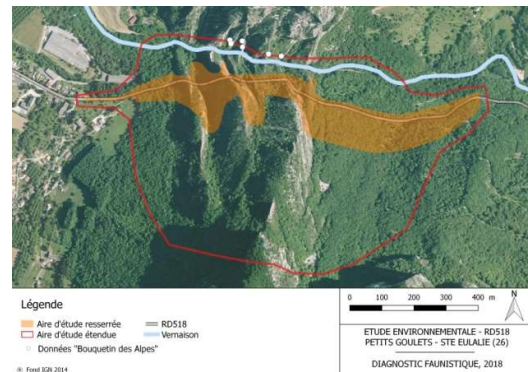 Légende
Aire d'étude resserrée
Aire d'étude étendue
Données "Bouquetin des Alpes"
RD518
Vernaison
® Fond IGN 2014
0 100 200 300 400 m
N
ETUDE ENVIRONNEMENTALE - RD518
PETITS GOULETS - STE EULALIE (26)
DIAGNOSTIC FAUNISTIQUE, 2018